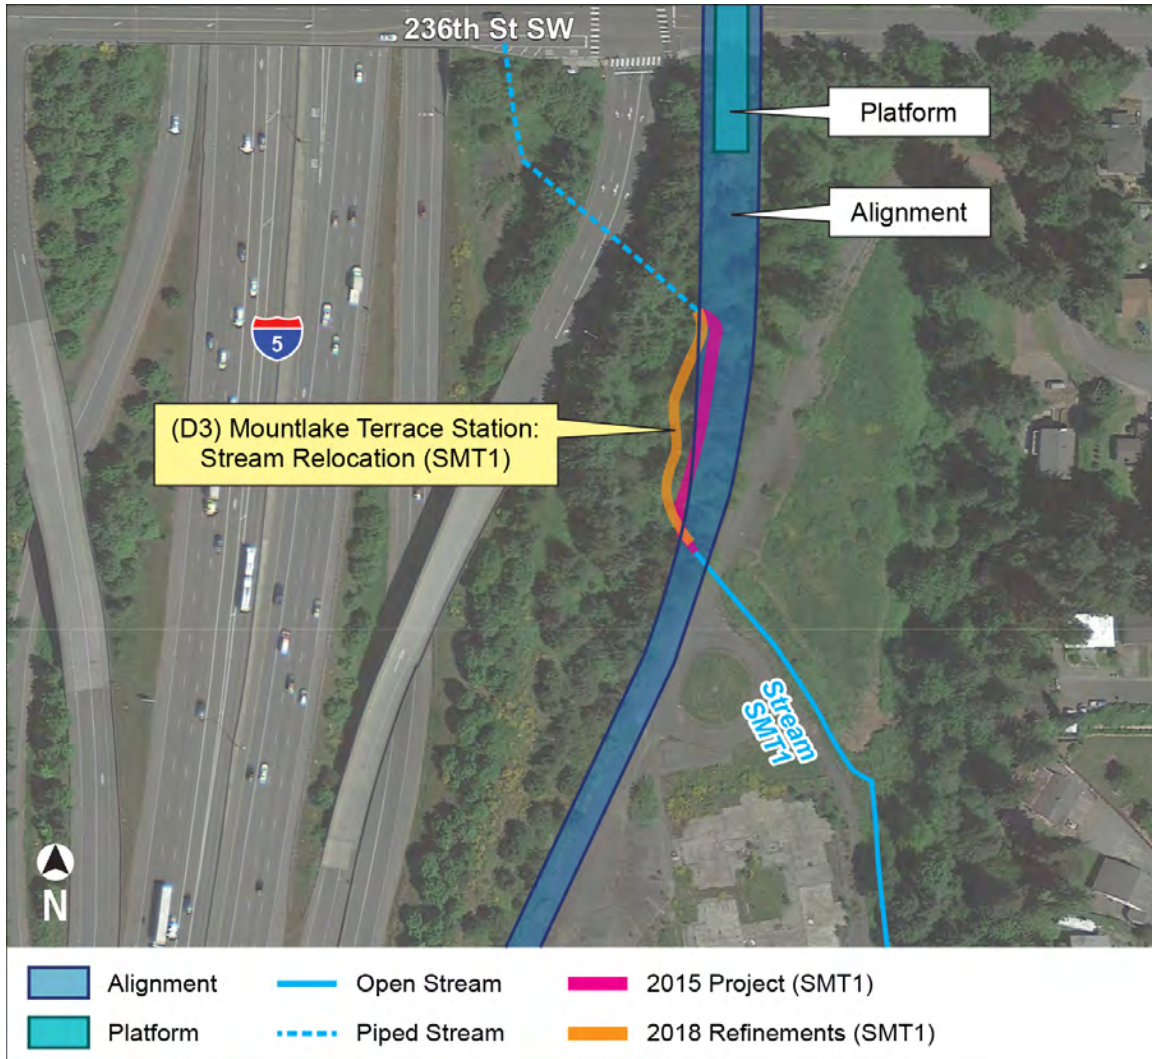 236th St SW
Platform
Alignment
5
(D3) Mountlake Terrace Station:
Stream Relocation (SMT1)
Stream
SMT1
N
Alignment
Open Stream
2015 Project (SMT1)
Platform
Piped Stream
2018 Refinements (SMT1)